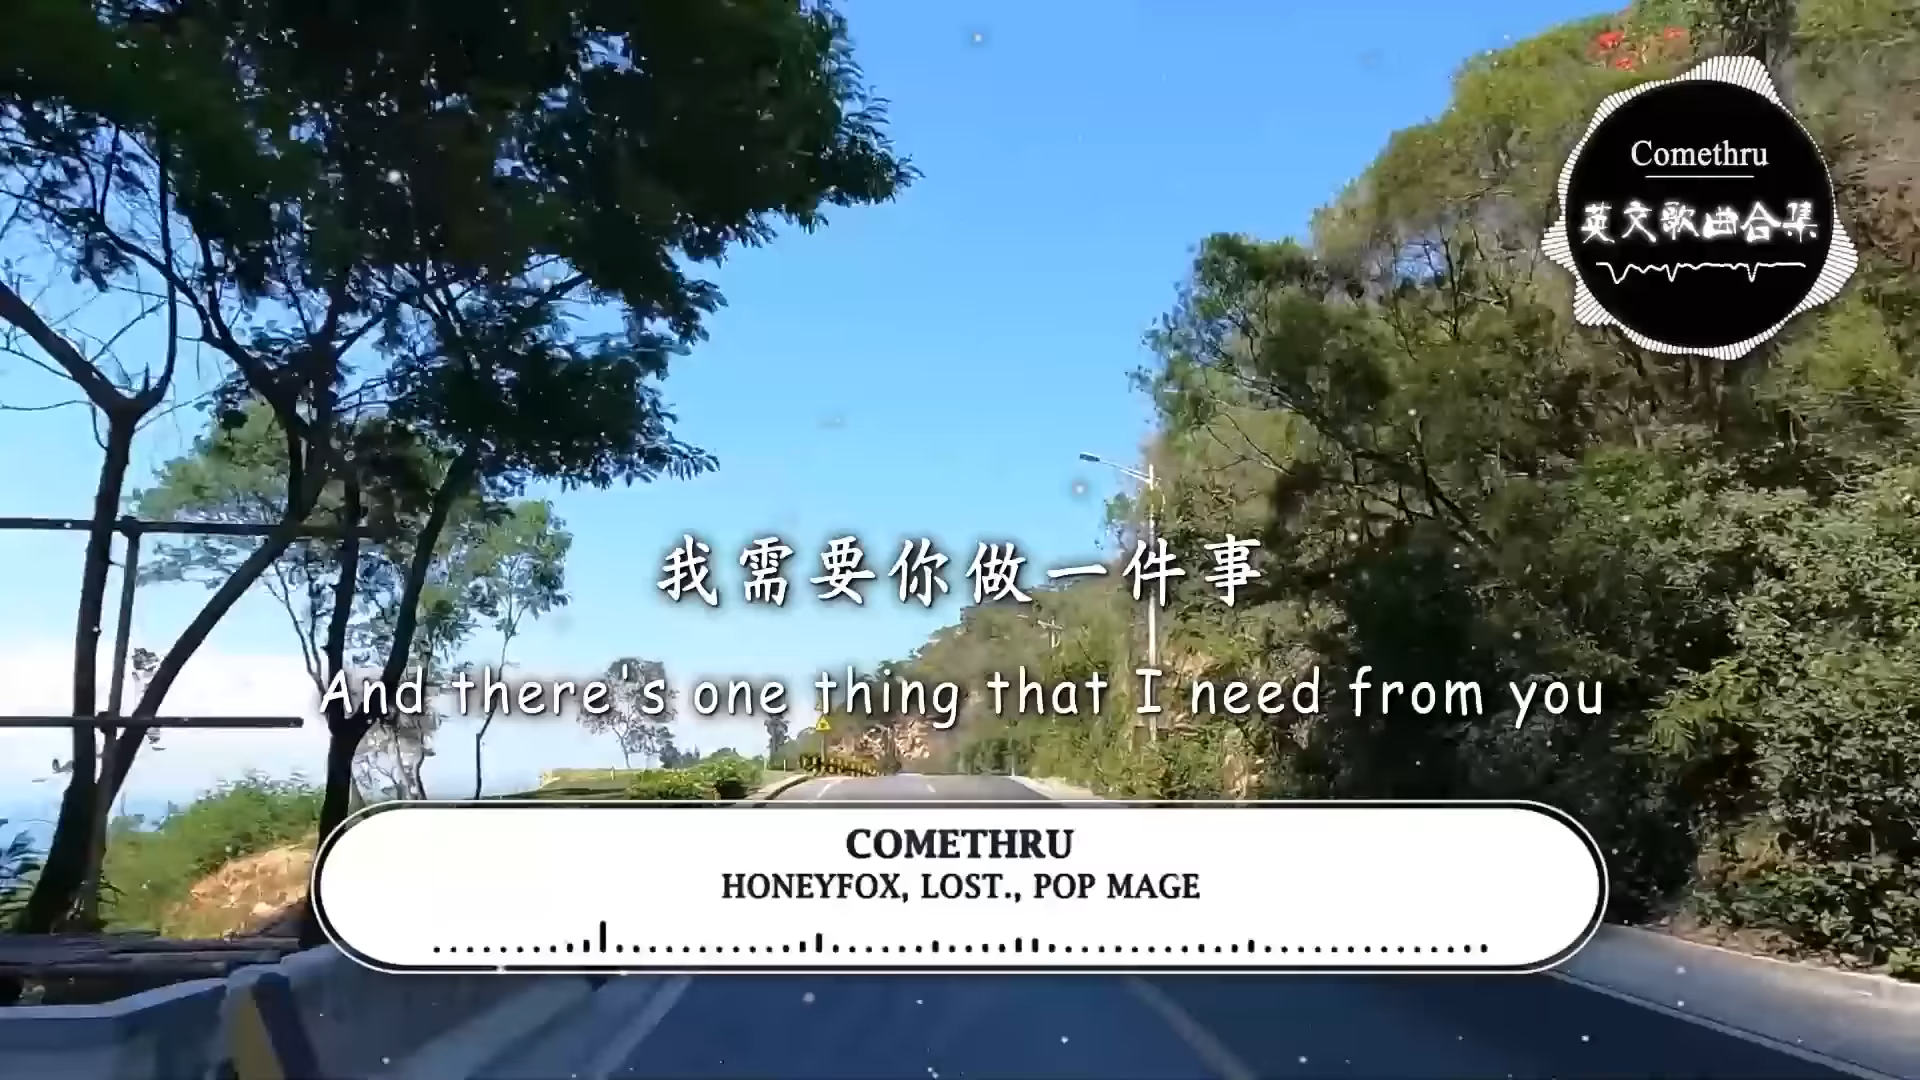 Comethru
英文歌曲合集
我需要你做一件事
And there's one thing that I need from you
COMETHRU
HONEYFOX, LOST., POP MAGE